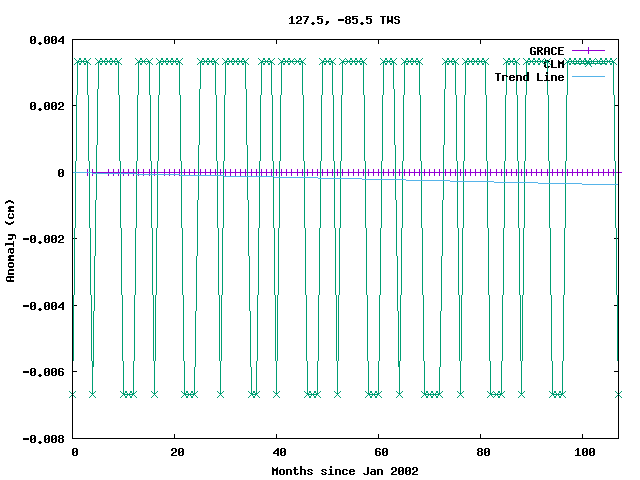 127.5, -85.5 TWS
GRACE
CLM
Trend Line
0.004
0.002
0
-0.002
-0.004
-0.006
-0.008
Anomaly (cm)
0 20 40 60 80 100
Months since Jan 2002